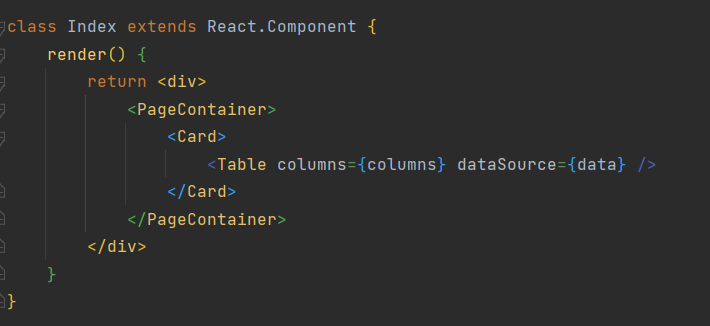 class Index extends React.Component {
    render() {
        return <div>
            <PageContainer>
                <Card>
                    <Table columns={columns} dataSource={data} />
                </Card>
            </PageContainer>
        </div>
    }
}